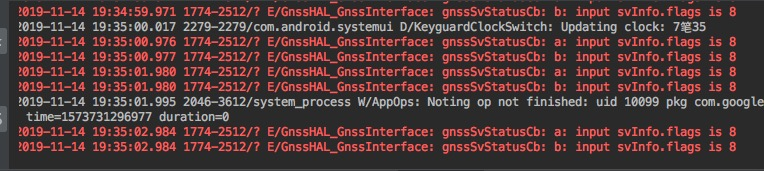 2019-11-14 19:34:59.971 1774-2512/? E/GnssHAL_GnssInterface: gnssSvStatusCb: b: input svInfo.flags is 8
2019-11-14 19:35:00.017 2279-2279/com.android.systemui D/KeyguardClockSwitch: Updating clock: 7笔35
2019-11-14 19:35:00.976 1774-2512/? E/GnssHAL_GnssInterface: gnssSvStatusCb: a: input svInfo.flags is 8
2019-11-14 19:35:00.977 1774-2512/? E/GnssHAL_GnssInterface: gnssSvStatusCb: b: input svInfo.flags is 8
2019-11-14 19:35:01.980 1774-2512/? E/GnssHAL_GnssInterface: gnssSvStatusCb: a: input svInfo.flags is 8
2019-11-14 19:35:01.980 1774-2512/? E/GnssHAL_GnssInterface: gnssSvStatusCb: b: input svInfo.flags is 8
2019-11-14 19:35:01.995 2046-3612/system_process W/AppOps: Noting op not finished: uid 10099 pkg com.google
time=1573731296977 duration=0
2019-11-14 19:35:02.984 1774-2512/? E/GnssHAL_GnssInterface: gnssSvStatusCb: a: input svInfo.flags is 8
2019-11-14 19:35:02.984 1774-2512/? E/GnssHAL_GnssInterface: gnssSvStatusCb: b: input svInfo.flags is 8